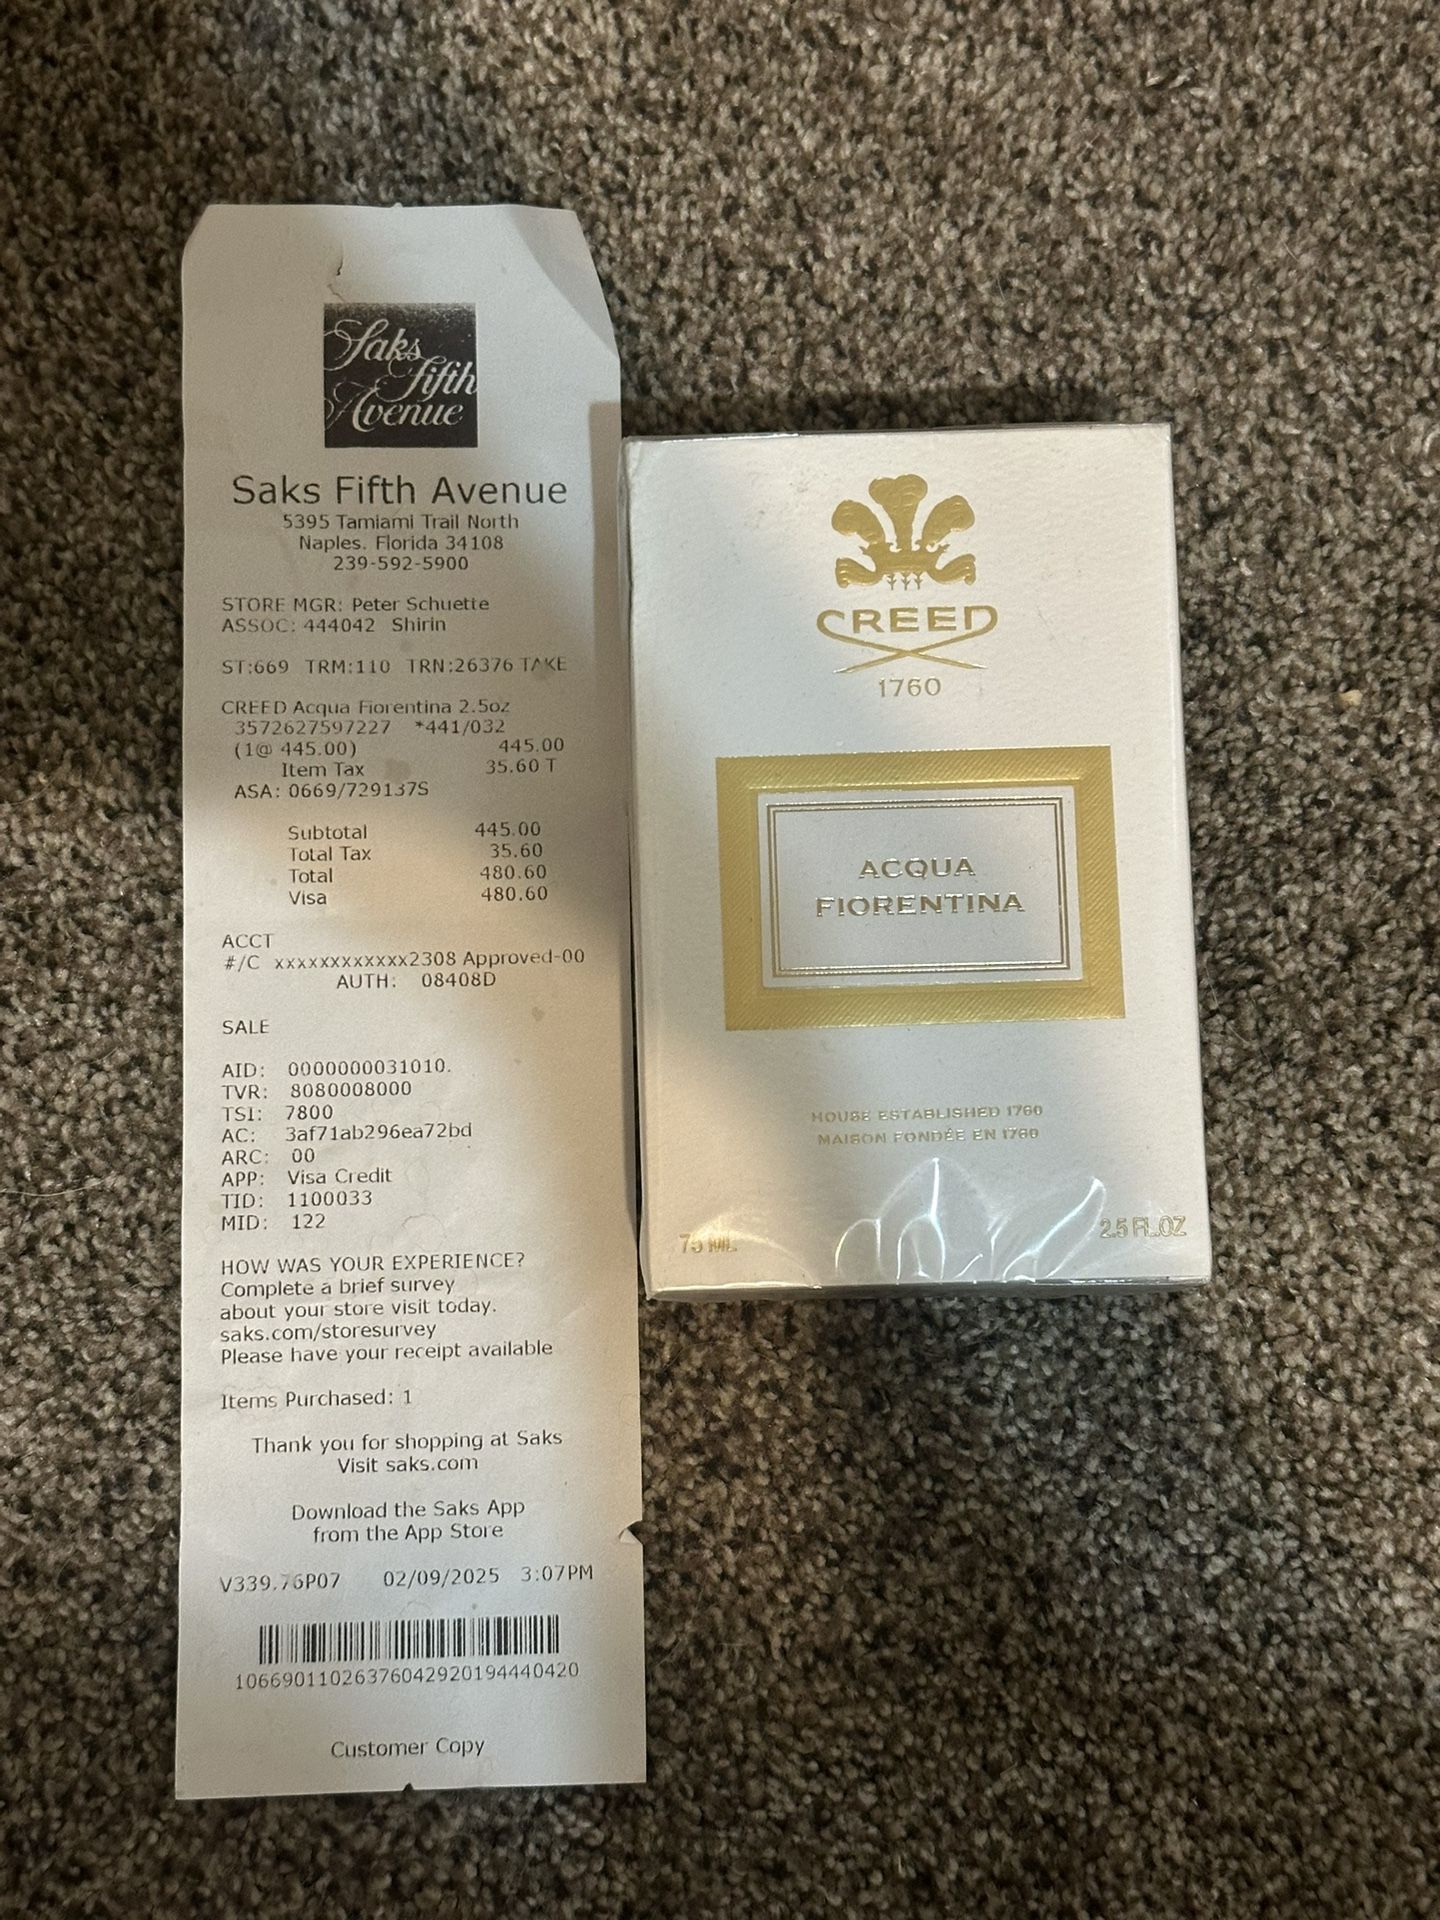 Saks
Fifth
Avenue
Saks Fifth Avenue
5395 Tamiami Trail North
Naples. Florida 34108
239-592-5900
STORE MGR: Peter Schuette
ASSOC: 444042 Shirin
ST:669 TRM:110 TRN:26376 TAKE
CREED Acqua Fiorentina 2.5oz
3572627597227 *441/032
(1@ 445.00) 445.00
Item Tax 35.60 T
ASA: 0669/729137S
Subtotal 445.00
Total Tax 35.60
Total 480.60
Visa 480.60
ACCT
#/C xxxxxxxxxxxx2308 Approved-00
AUTH: 08408D
SALE
AID: 0000000031010.
TVR: 8080008000
TSI: 7800
AC: 3af71ab296ea72bd
ARC: 00
APP: Visa Credit
TID: 1100033
MID: 122
HOW WAS YOUR EXPERIENCE?
Complete a brief survey
about your store visit today.
saks.com/storesurvey
Please have your receipt available
Items Purchased: 1
Thank you for shopping at Saks
Visit saks.com
Download the Saks App
from the App Store
V339.76P07 02/09/2025 3:07PM
10669011026376042920194440420
Customer Copy
CREED
1760
ACQUA
FIORENTINA
HOUSE ESTABLISHED 1760
MAISON FONDÉE EN 1760
75 ML 2.5 FL.OZ